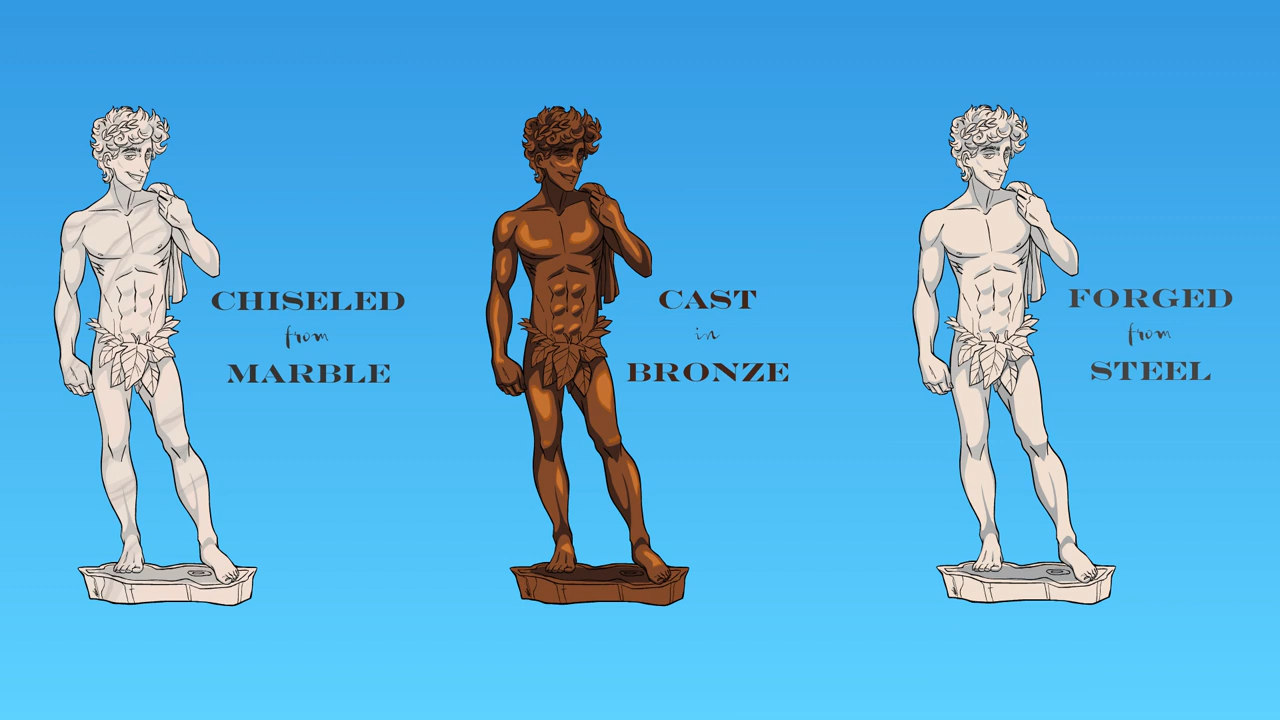 CHISELED
from
MARBLE
CAST
in
BRONZE
FORGED
from
STEEL